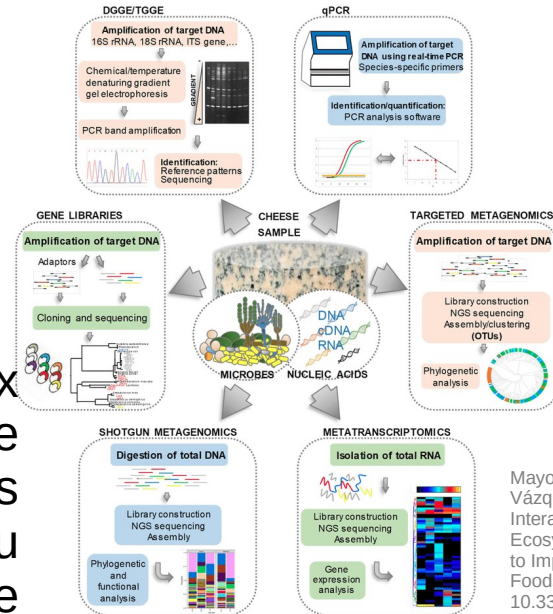 DGGE/TGGE
Amplification of target DNA
16S rRNA, 18S rRNA, ITS gene,...
Chemical/temperature
denaturing gradient
gel electrophoresis
GRADIENT
+
PCR band amplification
Identification:
Reference patterns
Sequencing
qPCR
Amplification of target
DNA using real-time PCR
Species-specific primers
Identification/quantification:
PCR analysis software
GENE LIBRARIES
Amplification of target DNA
Adaptors
Cloning and sequencing
CHEESE
SAMPLE
DNA
cDNA
RNA
MICROBES
NUCLEIC ACIDS
TARGETED METAGENOMICS
Amplification of target DNA
Library construction
NGS sequencing
Assembly/clustering
(OTUs)
Phylogenetic
analysis
SHOTGUN METAGENOMICS
Digestion of total DNA
Library construction
NGS sequencing
Assembly
Phylogenetic
and
functional
analysis
METATRANSCRIPTOMICS
Isolation of total RNA
Library construction
NGS sequencing
Assembly
Gene
expression
analysis
x
e
s
u
e
Mayo
Vázq
Intera
Ecosy
to Imp
Food
10.33